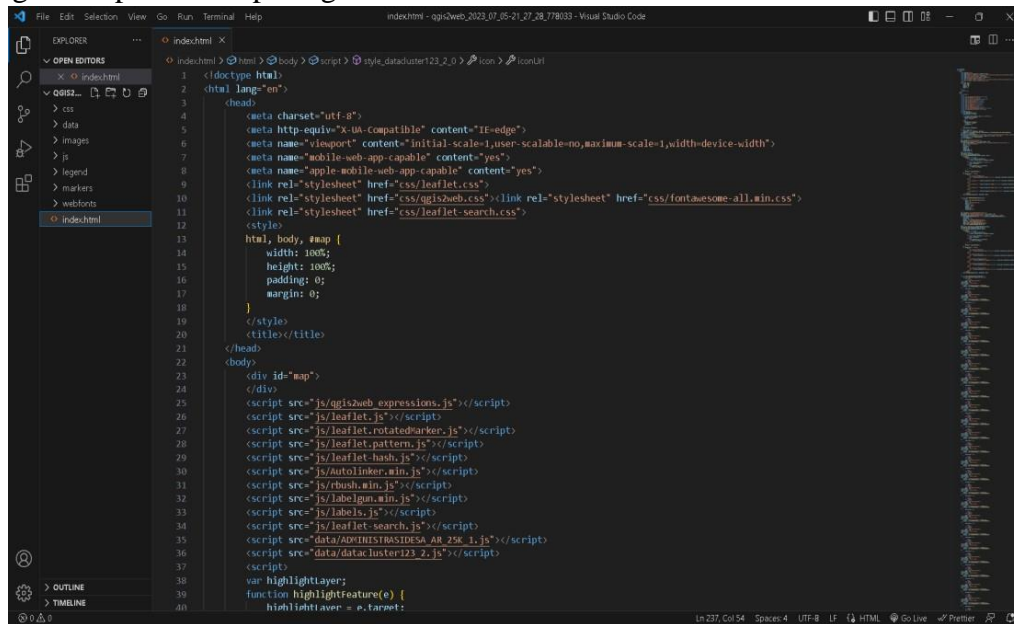 File Edit Selection View Go Run Terminal Help
index.html - qgis2web_2023_07_05-21_27_28_778033 - Visual Studio Code
EXPLORER
index.html
OPEN EDITORS
index.html
QGIS2...
css
data
images
js
legend
markers
webfonts
index.html
OUTLINE
TIMELINE
index.html > html > body > script > style_datacluster123_2_0 > icon > iconUrl
1 <!doctype html>
2 <html lang="en">
3 <head>
4 <meta charset="utf-8">
5 <meta http-equiv="X-UA-Compatible" content="IE=edge">
6 <meta name="viewport" content="initial-scale=1,user-scalable=no,maximum-scale=1,width=device-width">
7 <meta name="mobile-web-app-capable" content="yes">
8 <meta name="apple-mobile-web-app-capable" content="yes">
9 <link rel="stylesheet" href="css/leaflet.css">
10 <link rel="stylesheet" href="css/qgis2web.css"><link rel="stylesheet" href="css/fontawesome-all.min.css">
11 <link rel="stylesheet" href="css/leaflet-search.css">
12 <style>
13 html, body, #map {
14 width: 100%;
15 height: 100%;
16 padding: 0;
17 margin: 0;
18 }
19 </style>
20 <title></title>
21 </head>
22 <body>
23 <div id="map">
24 </div>
25 <script src="js/qgis2web_expressions.js"></script>
26 <script src="js/leaflet.js"></script>
27 <script src="js/leaflet.rotatedMarker.js"></script>
28 <script src="js/leaflet.pattern.js"></script>
29 <script src="js/leaflet-hash.js"></script>
30 <script src="js/Autolinker.min.js"></script>
31 <script src="js/rbush.min.js"></script>
32 <script src="js/labelgun.min.js"></script>
33 <script src="js/labels.js"></script>
34 <script src="js/leaflet-search.js"></script>
35 <script src="data/ADMINISTRASIDESA_AR_25K_1.js"></script>
36 <script src="data/datacluster123_2.js"></script>
37 <script>
38 var highlightLayer;
39 function highlightFeature(e) {
40 highlightLayer = e.target;
0 0
Ln 237, Col 54 Spaces: 4 UTF-8 LF HTML Go Live Prettier